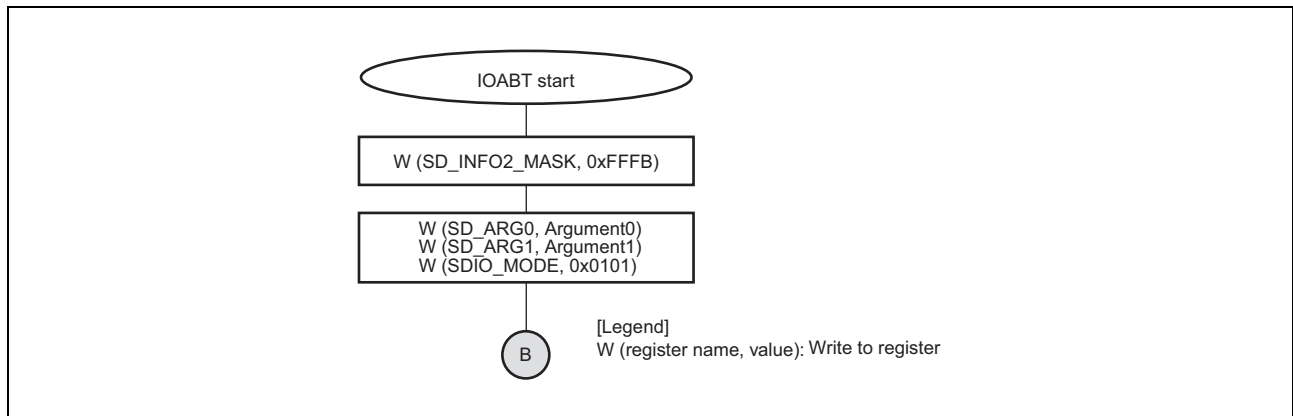 IOABT start
W (SD_INFO2_MASK, 0xFFFB)
W (SD_ARG0, Argument0)
W (SD_ARG1, Argument1)
W (SDIO_MODE, 0x0101)
B
[Legend]
W (register name, value): Write to register